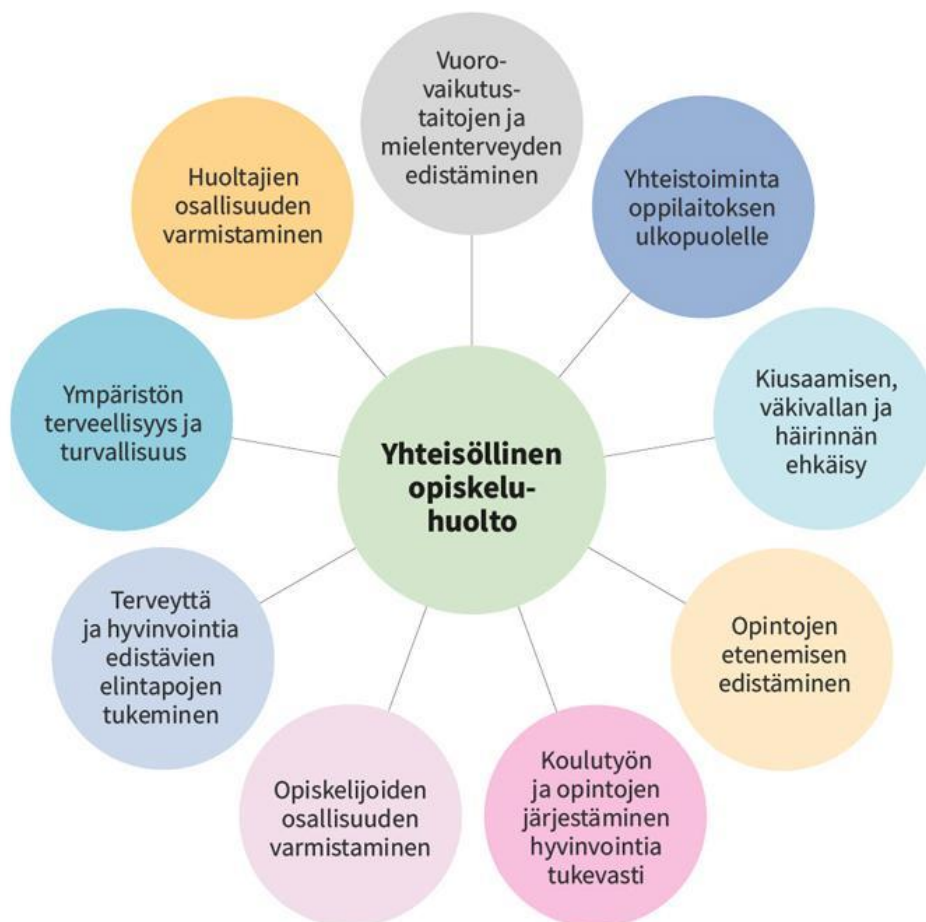 Vuoro-
vaikutus-
taitojen ja
mielenterveyden
edistäminen
Yhteistoiminta
oppilaitoksen
ulkopuolelle
Kiusaamisen,
väkivallan ja
häirinnän
ehkäisy
Opintojen
etenemisen
edistäminen
Koulutyön
ja opintojen
järjestäminen
hyvinvointia
tukevasti
Opiskelijoiden
osallisuuden
varmistaminen
Terveyttä
ja hyvinvointia
edistävien
elintapojen
tukeminen
Ympäristön
terveellisyys ja
turvallisuus
Huoltajien
osallisuuden
varmistaminen
Yhteisöllinen
opiskelu-
huolto